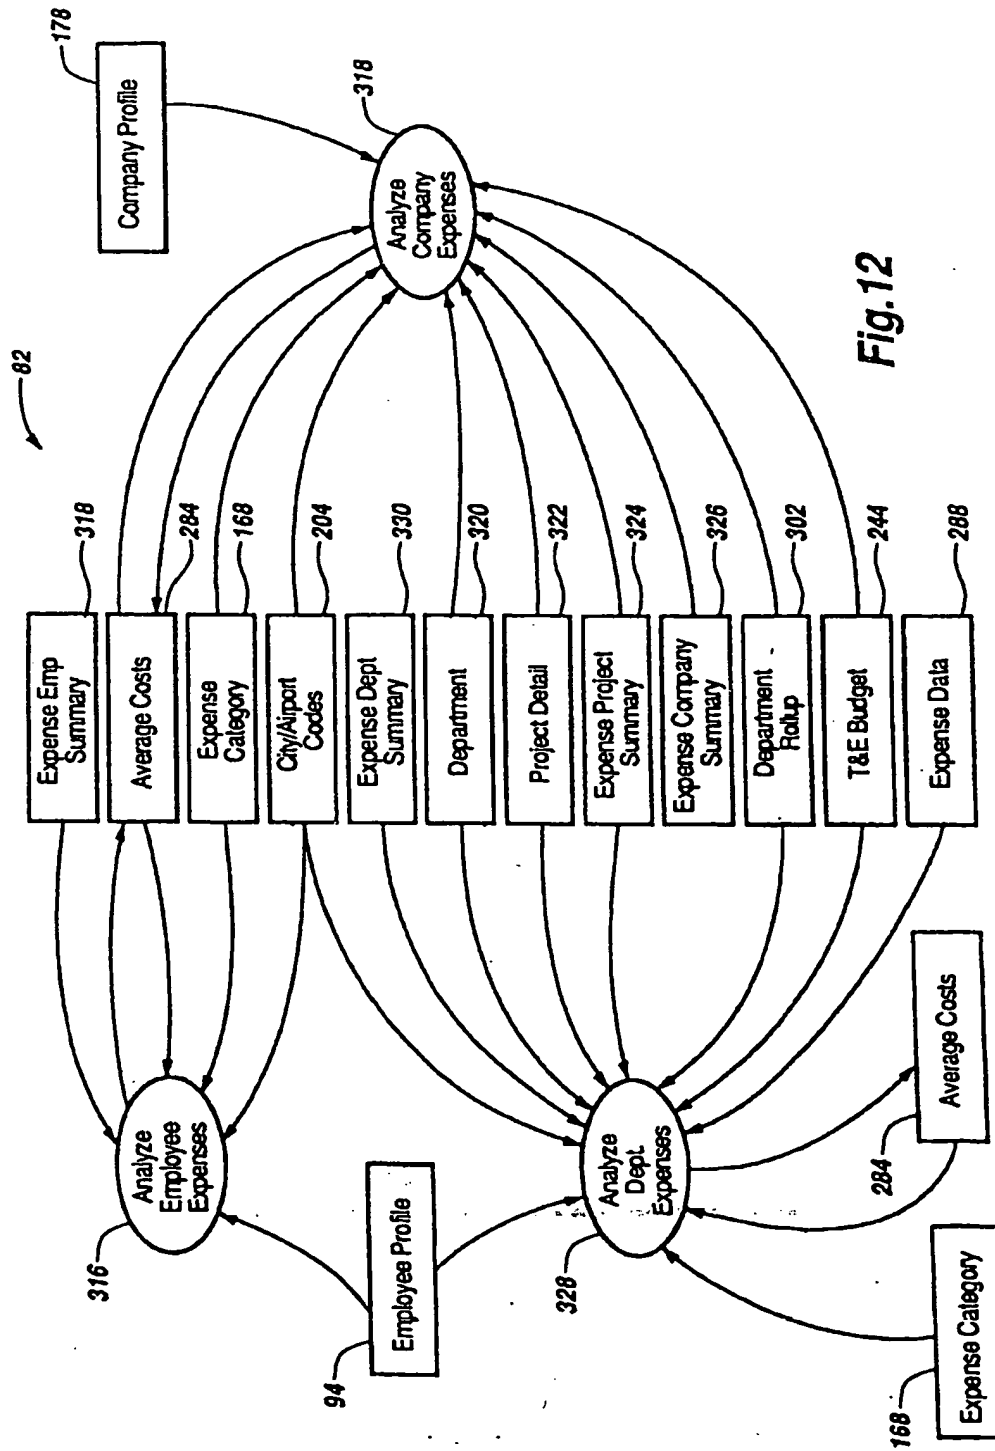 82
178
Company Profile
318
Analyze
Company
Expenses
Expense Emp
Summary
318
Average Costs
284
Expense
Category
168
City/Airport
Codes
204
Expense Dept
Summary
330
Department
320
Project Detail
322
Expense Project
Summary
324
Expense Company
Summary
326
Department
Rollup
302
T&E Budget
244
Expense Data
288
Analyze
Employee
Expenses
316
Employee Profile
94
Analyze
Dept.
Expenses
328
Average Costs
284
Expense Category
168
Fig.12